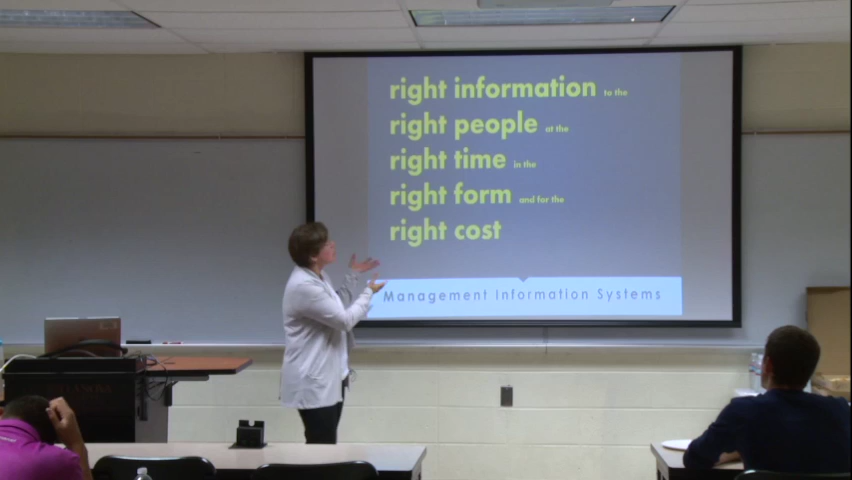 right information to the
right people at the
right time in the
right form and for the
right cost
Management Information Systems